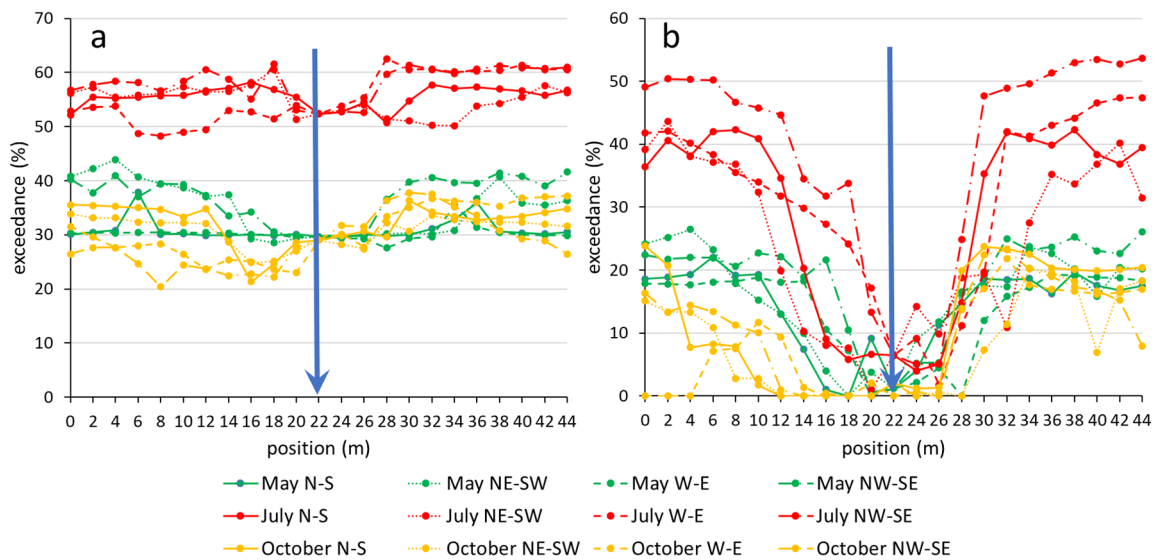 a
exceedance (%)
70
60
50
40
30
20
10
0
0 2 4 6 8 10 12 14 16 18 20 22 24 26 28 30 32 34 36 38 40 42 44
position (m)
b
exceedance (%)
60
50
40
30
20
10
0
0 2 4 6 8 10 12 14 16 18 20 22 24 26 28 30 32 34 36 38 40 42 44
position (m)
May N-S May NE-SW May W-E May NW-SE
July N-S July NE-SW July W-E July NW-SE
October N-S October NE-SW October W-E October NW-SE